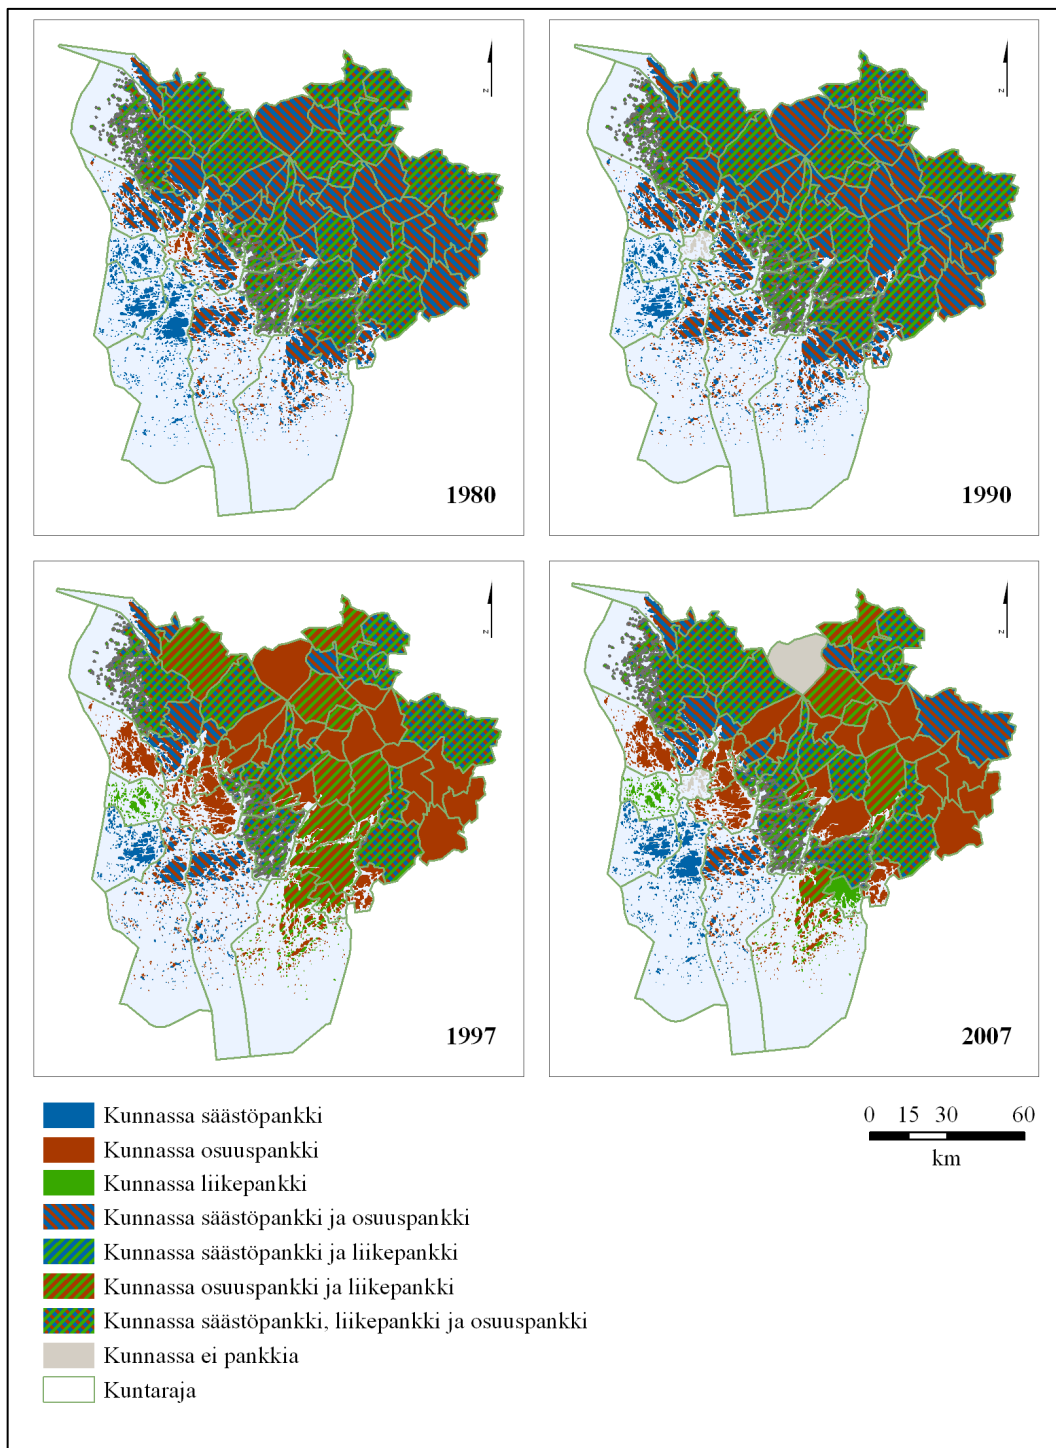 z
z
1980
1990
z
z
1997
2007
Kunnassa säästöpankki
Kunnassa osuuspankki
Kunnassa liikepankki
Kunnassa säästöpankki ja osuuspankki
Kunnassa säästöpankki ja liikepankki
Kunnassa osuuspankki ja liikepankki
Kunnassa säästöpankki, liikepankki ja osuuspankki
Kunnassa ei pankkia
Kuntaraja
0 15 30 60
km